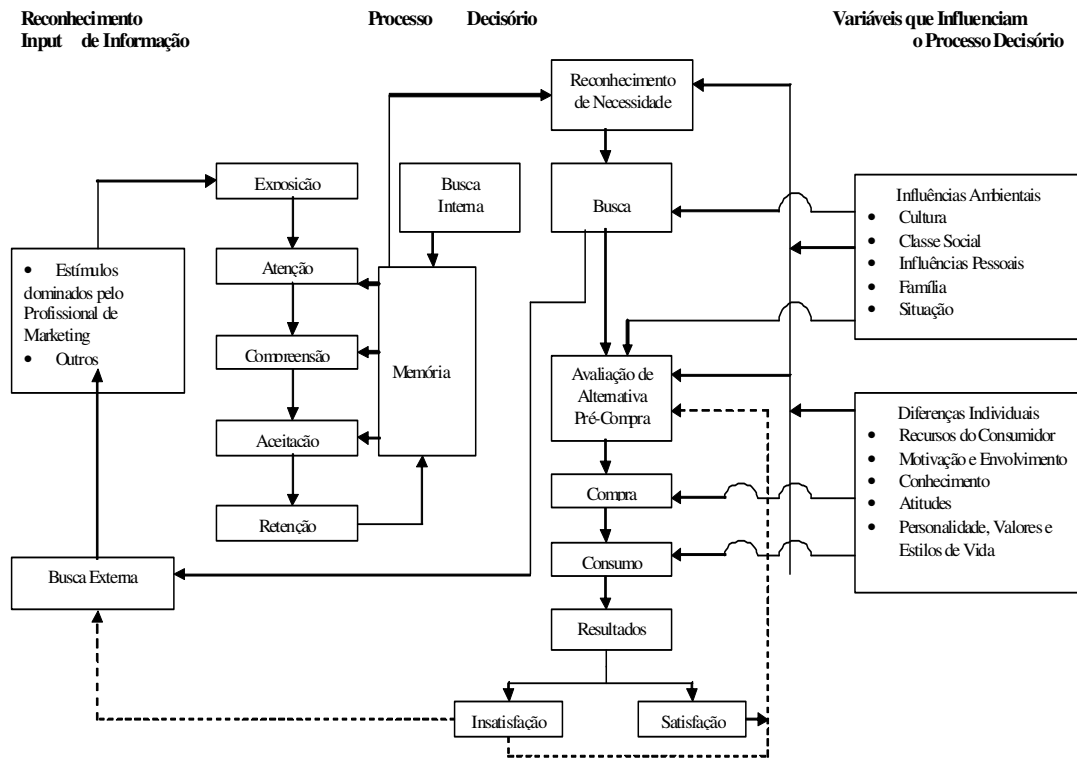 Reconhecimento
Input de Informação
Processo Decisório
Variáveis que Influenciam
o Processo Decisório
Reconhecimento
de Necessidade
Exposição
Busca
Interna
Busca
Influências Ambientais
• Cultura
• Classe Social
• Influências Pessoais
• Família
• Situação
• Estímulos
dominados pelo
Profissional de
Marketing
• Outros
Atenção
Compreensão
Memória
Aceitação
Retenção
Avaliação de
Alternativa
Pré-Compra
Diferenças Individuais
• Recursos do Consumidor
• Motivação e Envolvimento
• Conhecimento
• Atitudes
• Personalidade, Valores e
Estilos de Vida
Compra
Consumo
Busca Externa
Resultados
Insatisfação
Satisfação